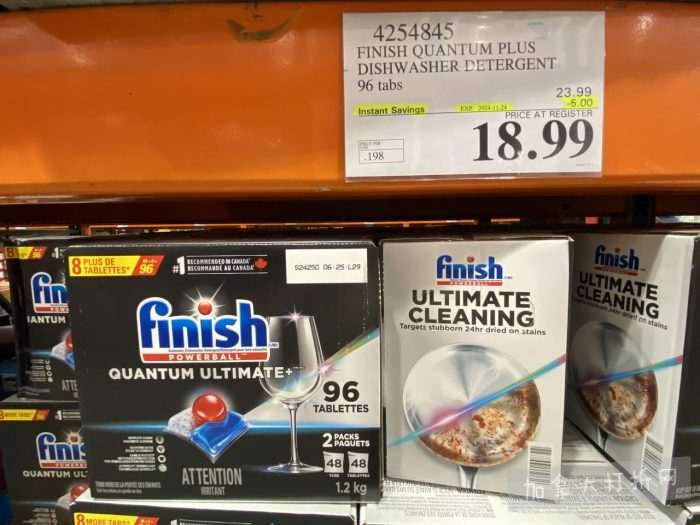 4254845
FINISH QUANTUM PLUS
DISHWASHER DETERGENT
96 tabs
23.99
Instant Savings
EXP. 2024-11-24
-5.00
PRICE AT REGISTER
18.99
.198
8 PLUS DE TABLETTES*
96
#1 RECOMMENDED IN CANADA*
RECOMMANDÉ AU CANADA*
S24250 06:25 L29
finish
POWERBALL
QUANTUM ULTIMATE+
96
TABLETTES
2 PACKS
PAQUETS
48 48
1.2 kg
ATTENTION
IRRITANT
finish
POWERBALL
ULTIMATE
CLEANING
Targets stubborn 24hr dried on stains
finish
POWERBALL
ULTIMATE
CLEANING
finish
QUANTUM
finish
QUANTUM
8 MORE TABS*
加拿大打折网